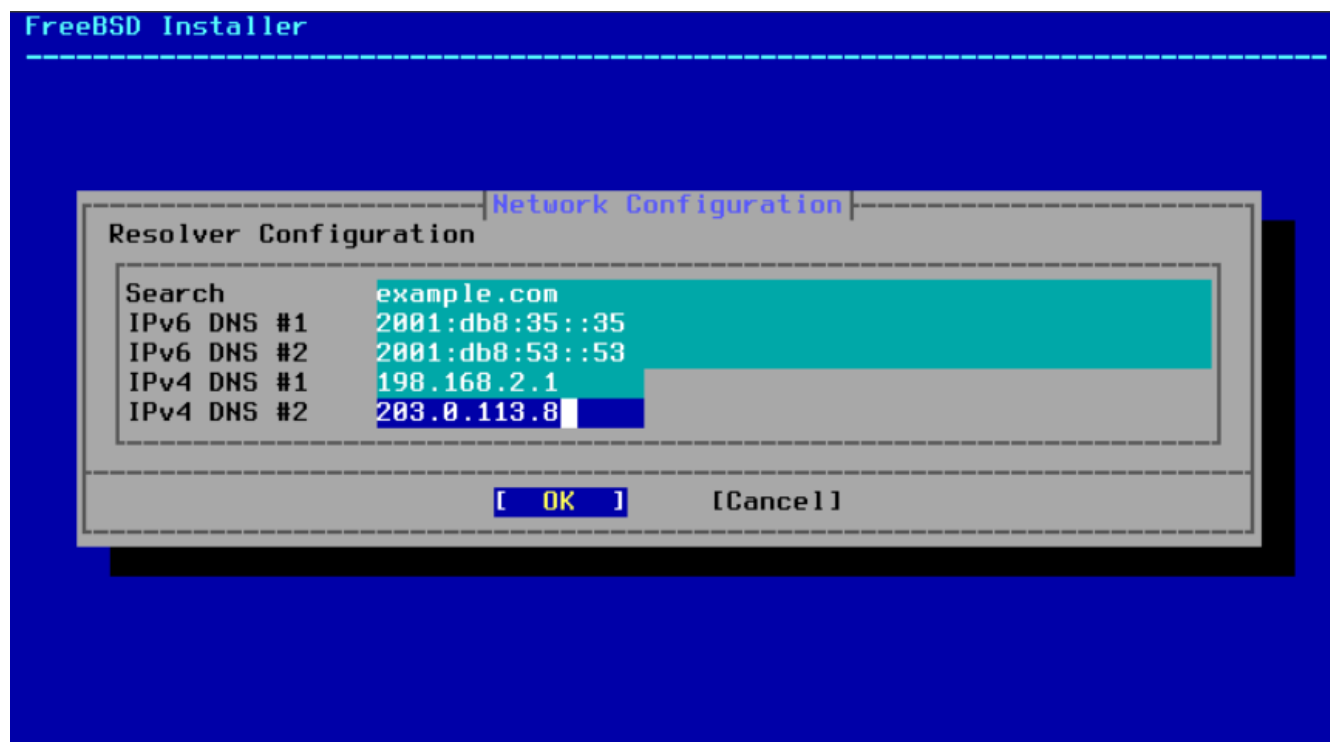 FreeBSD Installer
Network Configuration
Resolver Configuration
Search example.com
IPv6 DNS #1 2001:db8:35::35
IPv6 DNS #2 2001:db8:53::53
IPv4 DNS #1 198.168.2.1
IPv4 DNS #2 203.0.113.8
[ OK ] [Cancel]